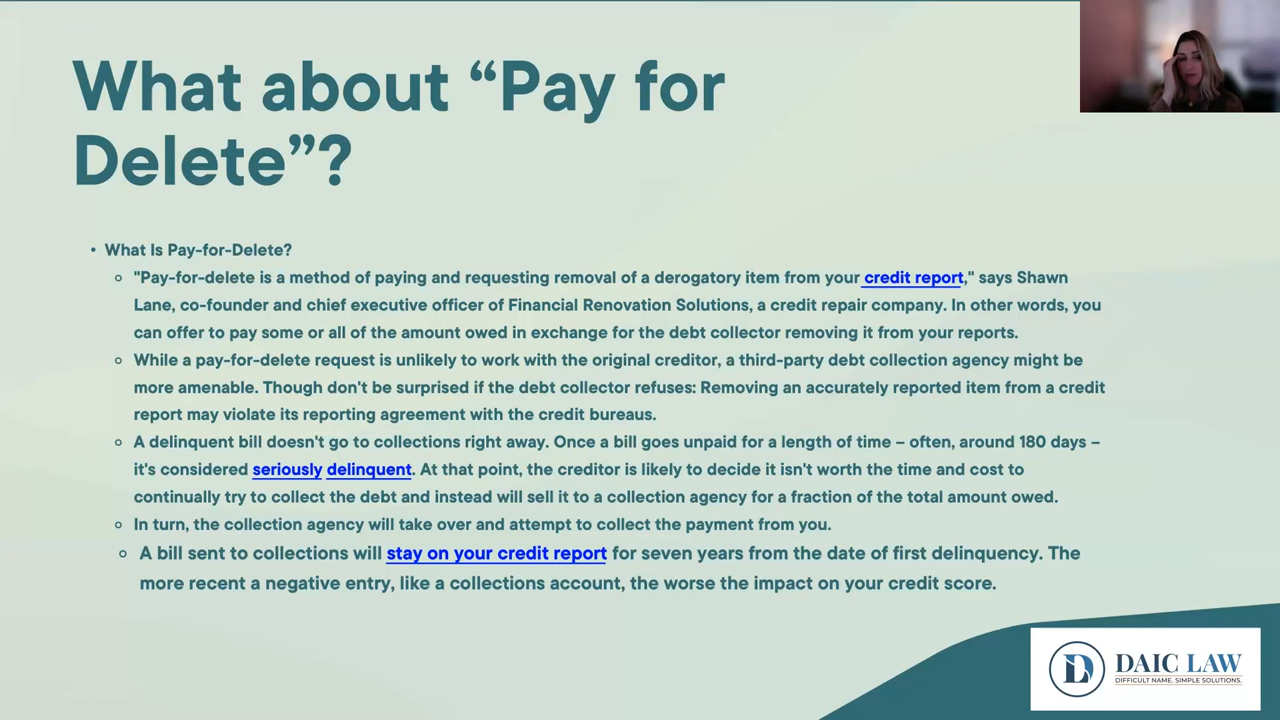 What about “Pay for
Delete”?
• What Is Pay-for-Delete?
○ "Pay-for-delete is a method of paying and requesting removal of a derogatory item from your credit report," says Shawn
Lane, co-founder and chief executive officer of Financial Renovation Solutions, a credit repair company. In other words, you
can offer to pay some or all of the amount owed in exchange for the debt collector removing it from your reports.
○ While a pay-for-delete request is unlikely to work with the original creditor, a third-party debt collection agency might be
more amenable. Though don't be surprised if the debt collector refuses: Removing an accurately reported item from a credit
report may violate its reporting agreement with the credit bureaus.
○ A delinquent bill doesn't go to collections right away. Once a bill goes unpaid for a length of time – often, around 180 days –
it's considered seriously delinquent. At that point, the creditor is likely to decide it isn't worth the time and cost to
continually try to collect the debt and instead will sell it to a collection agency for a fraction of the total amount owed.
○ In turn, the collection agency will take over and attempt to collect the payment from you.
○ A bill sent to collections will stay on your credit report for seven years from the date of first delinquency. The
more recent a negative entry, like a collections account, the worse the impact on your credit score.
DAIC LAW
DIFFICULT NAME. SIMPLE SOLUTIONS.